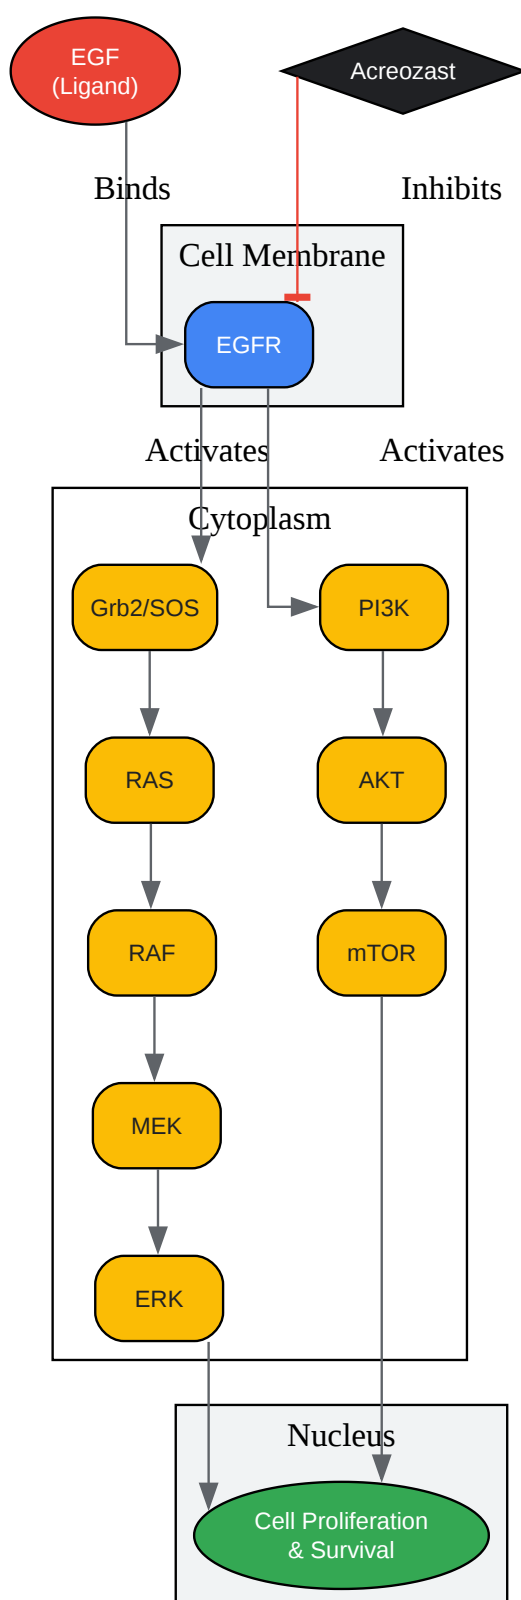 EGF
(Ligand)
Acreozast
Binds
Inhibits
Cell Membrane
EGFR
Activates
Activates
Cytoplasm
Grb2/SOS
PI3K
RAS
AKT
RAF
mTOR
MEK
ERK
Nucleus
Cell Proliferation
& Survival